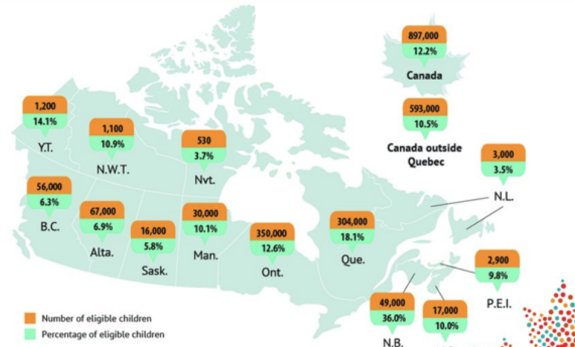 897,000
12.2%
Canada
593,000
10.5%
Canada outside
Quebec
1,200
14.1%
Y.T.
1,100
10.9%
N.W.T.
530
3.7%
Nvt.
3,000
3.5%
N.L.
56,000
6.3%
B.C.
67,000
6.9%
Alta.
16,000
5.8%
Sask.
30,000
10.1%
Man.
350,000
12.6%
Ont.
304,000
18.1%
Que.
2,900
9.8%
P.E.I.
49,000
36.0%
N.B.
17,000
10.0%
Number of eligible children
Percentage of eligible children